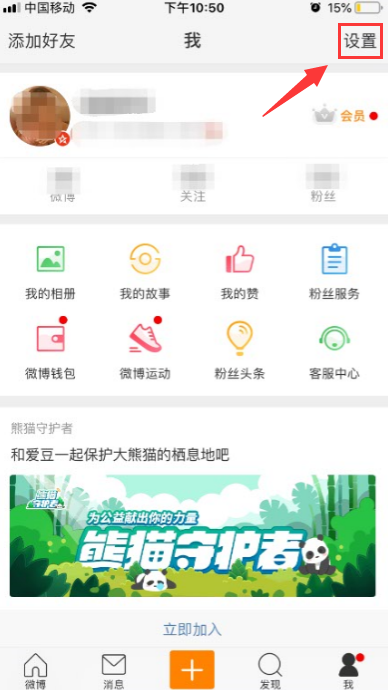 中国移动 下午10:50 15%
添加好友 我 设置
会员
微博 关注 粉丝
我的相册 我的故事 我的赞 粉丝服务
微博钱包 微博运动 粉丝头条 客服中心
熊猫守护者
和爱豆一起保护大熊猫的栖息地吧
熊猫守护者
为公益献出你的力量
熊猫守护者
立即加入
微博 消息 发现 我